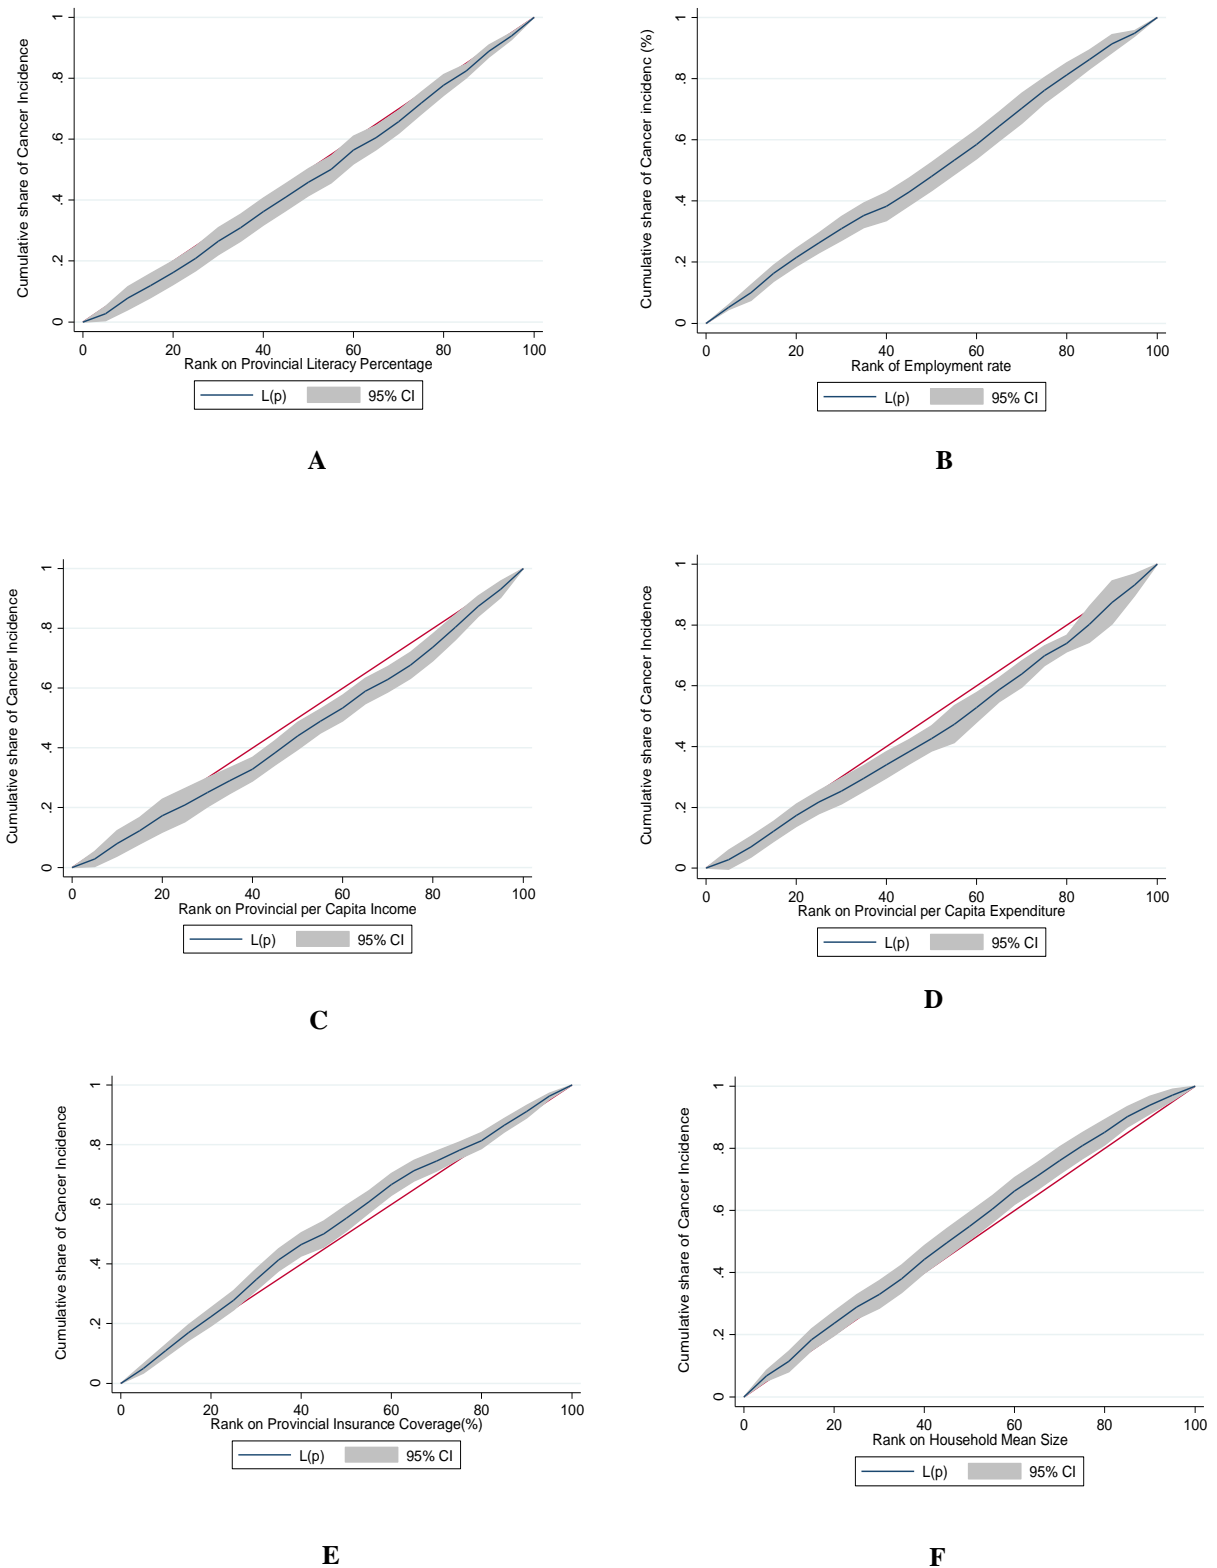 Cumulative share of Cancer Incidence
1
.8
.6
.4
.2
0
0 20 40 60 80 100
Rank on Provincial Literacy Percentage
L(p) 95% CI
A
Cumulative share of Cancer incidenc (%)
1
.8
.6
.4
.2
0
0 20 40 60 80 100
Rank of Employment rate
L(p) 95% CI
B
Cumulative share of Cancer Incidence
1
.8
.6
.4
.2
0
0 20 40 60 80 100
Rank on Provincial per Capita Income
L(p) 95% CI
C
Cumulative share of Cancer Incidence
1
.8
.6
.4
.2
0
0 20 40 60 80 100
Rank on Provincial per Capita Expenditure
L(p) 95% CI
D
Cumulative share of Cancer Incidence
1
.8
.6
.4
.2
0
0 20 40 60 80 100
Rank on Provincial Insurance Coverage(%)
L(p) 95% CI
E
Cumulative share of Cancer Incidence
1
.8
.6
.4
.2
0
0 20 40 60 80 100
Rank on Household Mean Size
L(p) 95% CI
F